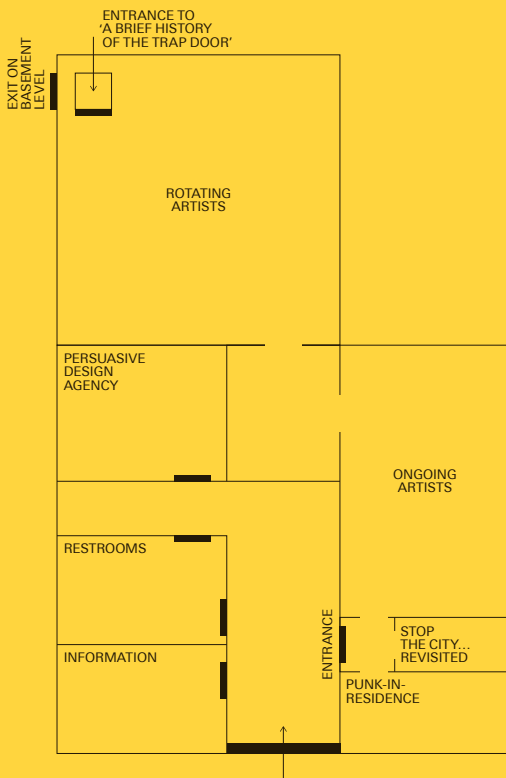 ENTRANCE TO
‘A BRIEF HISTORY
OF THE TRAP DOOR’
EXIT ON
BASEMENT
LEVEL
ROTATING
ARTISTS
PERSUASIVE
DESIGN
AGENCY
ONGOING
ARTISTS
RESTROOMS
INFORMATION
ENTRANCE
STOP
THE CITY...
REVISITED
PUNK-IN-
RESIDENCE